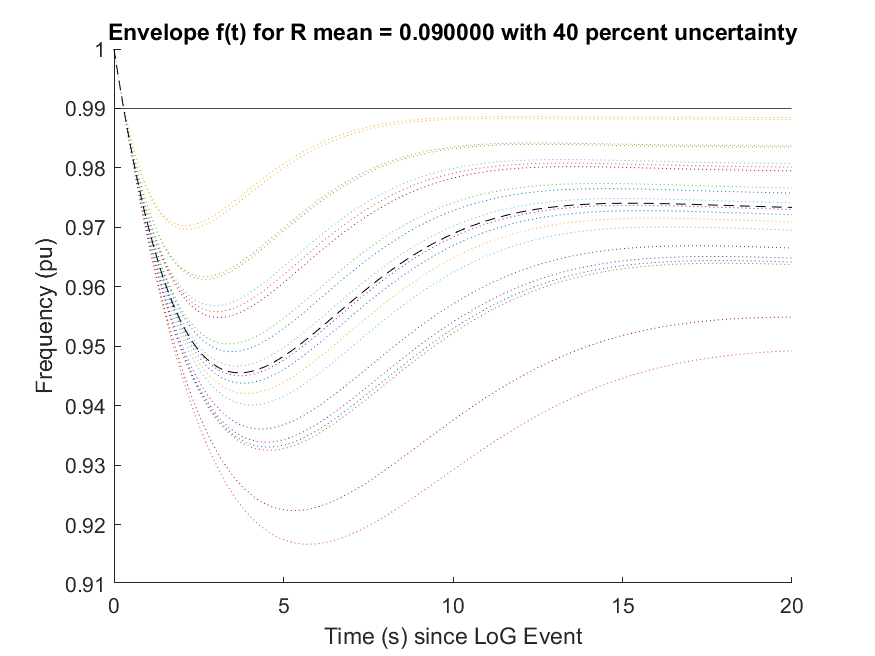 Envelope f(t) for R mean = 0.090000 with 40 percent uncertainty
1
0.99
0.98
0.97
0.96
0.95
0.94
0.93
0.92
0.91
Frequency (pu)
0 5 10 15 20
Time (s) since LoG Event